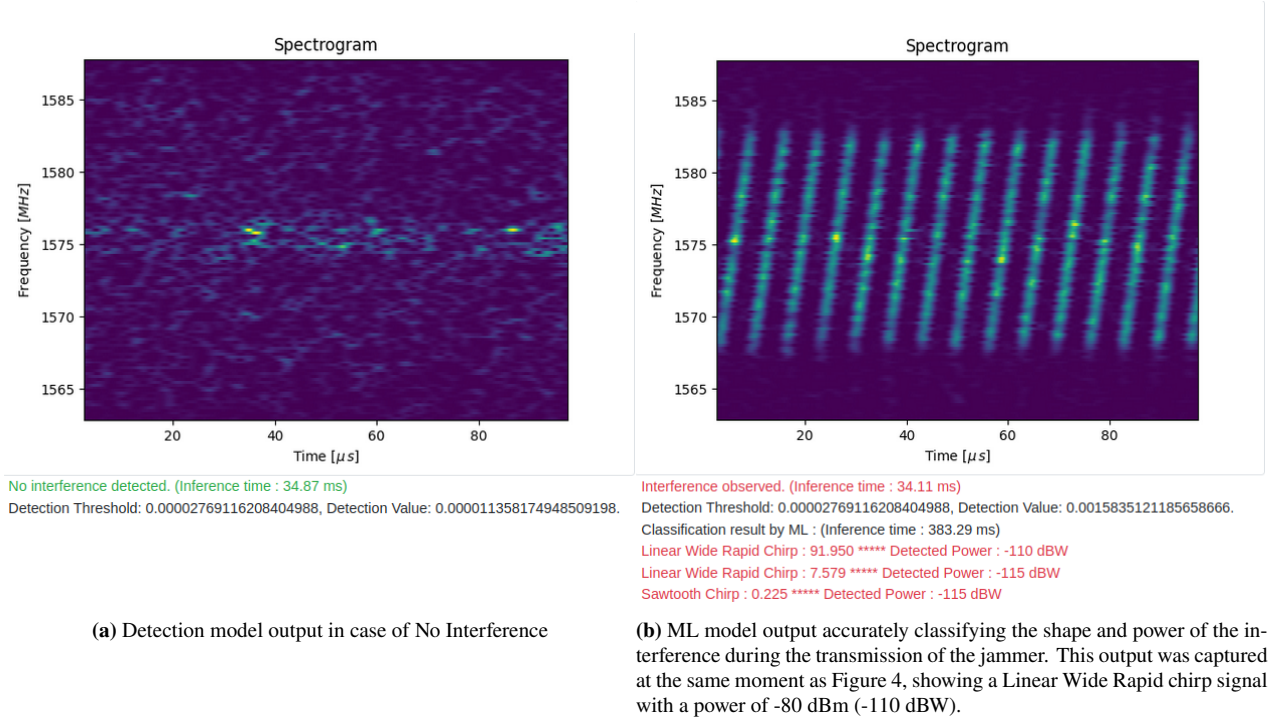 Spectrogram
1585
1580
1575
1570
1565
Frequency [MHz]
20 40 60 80
Time [μs]
No interference detected. (Inference time : 34.87 ms)
Detection Threshold: 0.00002769116208404988, Detection Value: 0.000011358174948509198.
(a) Detection model output in case of No Interference
Spectrogram
1585
1580
1575
1570
1565
Frequency [MHz]
20 40 60 80
Time [μs]
Interference observed. (Inference time : 34.11 ms)
Detection Threshold: 0.00002769116208404988, Detection Value: 0.0015835121185658666.
Classification result by ML : (Inference time : 383.29 ms)
Linear Wide Rapid Chirp : 91.950 ***** Detected Power : -110 dBW
Linear Wide Rapid Chirp : 7.579 ***** Detected Power : -115 dBW
Sawtooth Chirp : 0.225 ***** Detected Power : -115 dBW
(b) ML model output accurately classifying the shape and power of the in-
terference during the transmission of the jammer. This output was captured
at the same moment as Figure 4, showing a Linear Wide Rapid chirp signal
with a power of -80 dBm (-110 dBW).